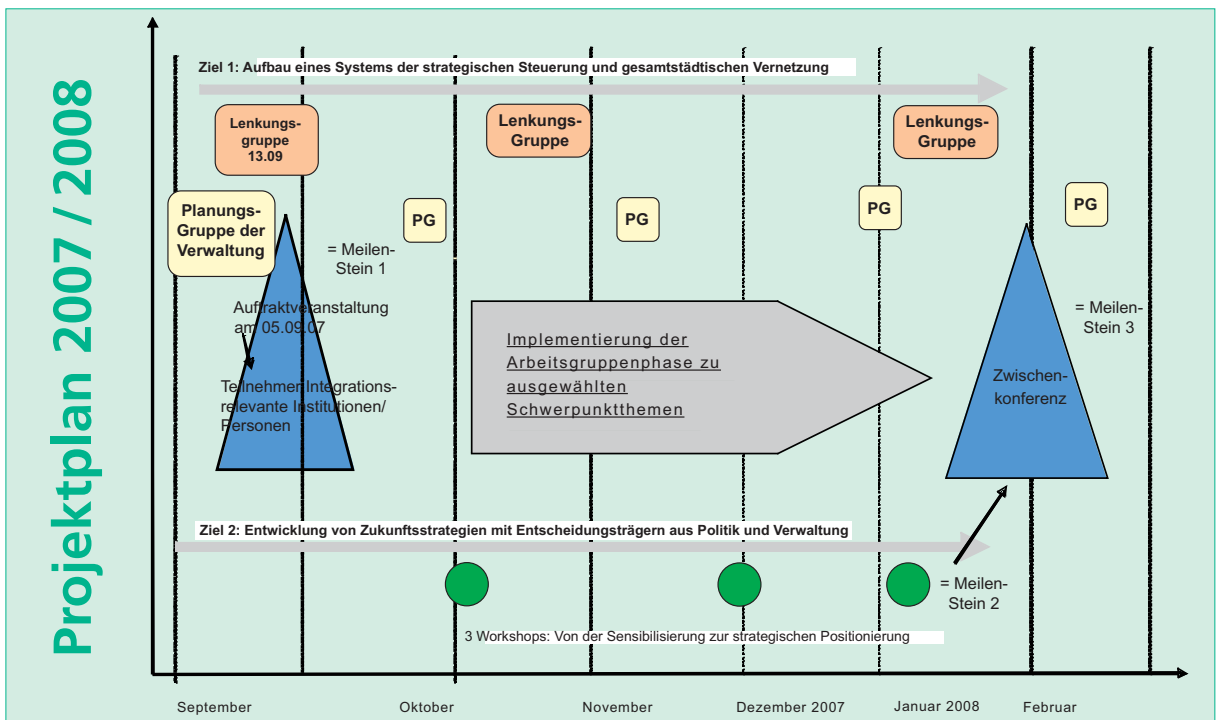 Projektplan 2007 / 2008
Ziel 1: Aufbau eines Systems der strategischen Steuerung und gesamtstädtischen Vernetzung
Lenkungs-
gruppe
13.09
Lenkungs-
Gruppe
Lenkungs-
Gruppe
Planungs-
Gruppe der
Verwaltung
PG
PG
PG
PG
= Meilen-
Stein 1
Auftraktveranstaltung
am 05.09.07
Teilnehmer Integrations-
relevante Institutionen/
Personen
Implementierung der
Arbeitsgruppenphase zu
ausgewählten
Schwerpunktthemen
Zwischen-
konferenz
= Meilen-
Stein 3
Ziel 2: Entwicklung von Zukunftsstrategien mit Entscheidungsträgern aus Politik und Verwaltung
= Meilen-
Stein 2
3 Workshops: Von der Sensibilisierung zur strategischen Positionierung
September
Oktober
November
Dezember 2007
Januar 2008
Februar